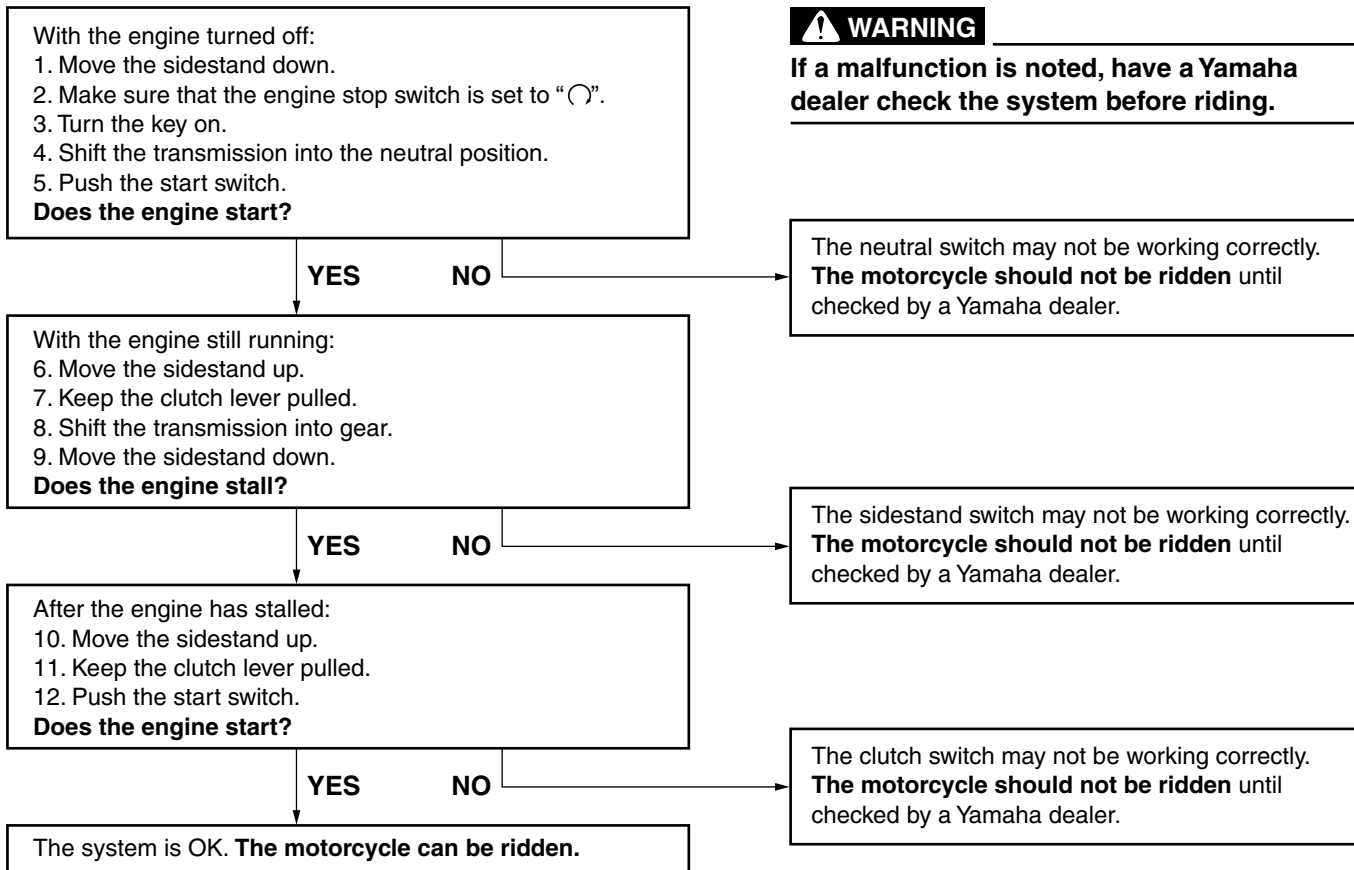 With the engine turned off:
1. Move the sidestand down.
2. Make sure that the engine stop switch is set to “○”.
3. Turn the key on.
4. Shift the transmission into the neutral position.
5. Push the start switch.
Does the engine start?
WARNING
If a malfunction is noted, have a Yamaha
dealer check the system before riding.
YES NO
The neutral switch may not be working correctly.
The motorcycle should not be ridden until
checked by a Yamaha dealer.
With the engine still running:
6. Move the sidestand up.
7. Keep the clutch lever pulled.
8. Shift the transmission into gear.
9. Move the sidestand down.
Does the engine stall?
YES NO
The sidestand switch may not be working correctly.
The motorcycle should not be ridden until
checked by a Yamaha dealer.
After the engine has stalled:
10. Move the sidestand up.
11. Keep the clutch lever pulled.
12. Push the start switch.
Does the engine start?
YES NO
The clutch switch may not be working correctly.
The motorcycle should not be ridden until
checked by a Yamaha dealer.
The system is OK. The motorcycle can be ridden.